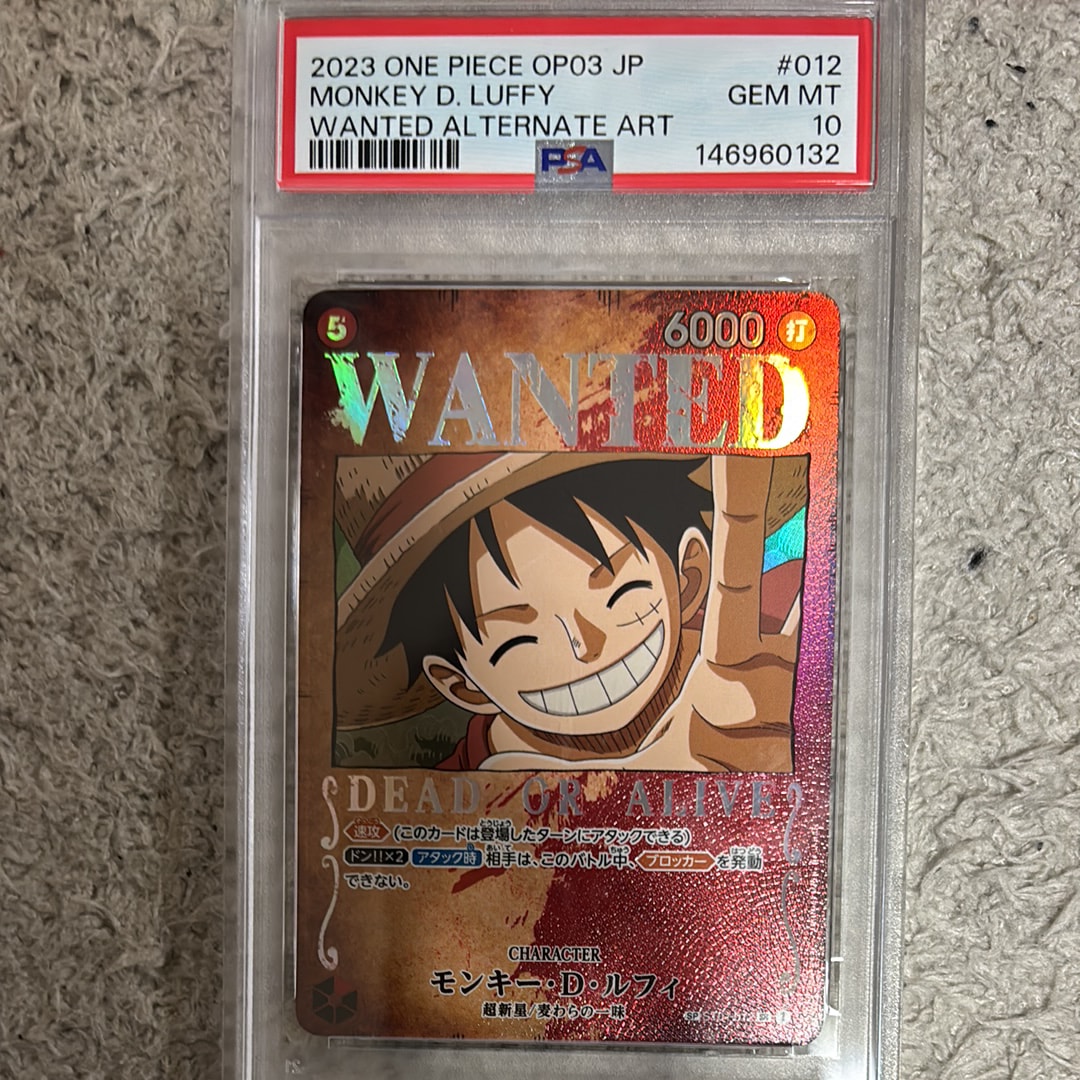 2023 ONE PIECE OP03 JP #012
MONKEY D. LUFFY GEM MT
WANTED ALTERNATE ART 10
PSA 146960132
5 6000 打
WANTED
DEAD OR ALIVE
速攻 (このカードは登場したターンにアタックできる)
ドン!!×2 アタック時 相手は、このバトル中、ブロッカー を発動
できない。
CHARACTER
モンキー・D・ルフィ
超新星/麦わらの一味
SP